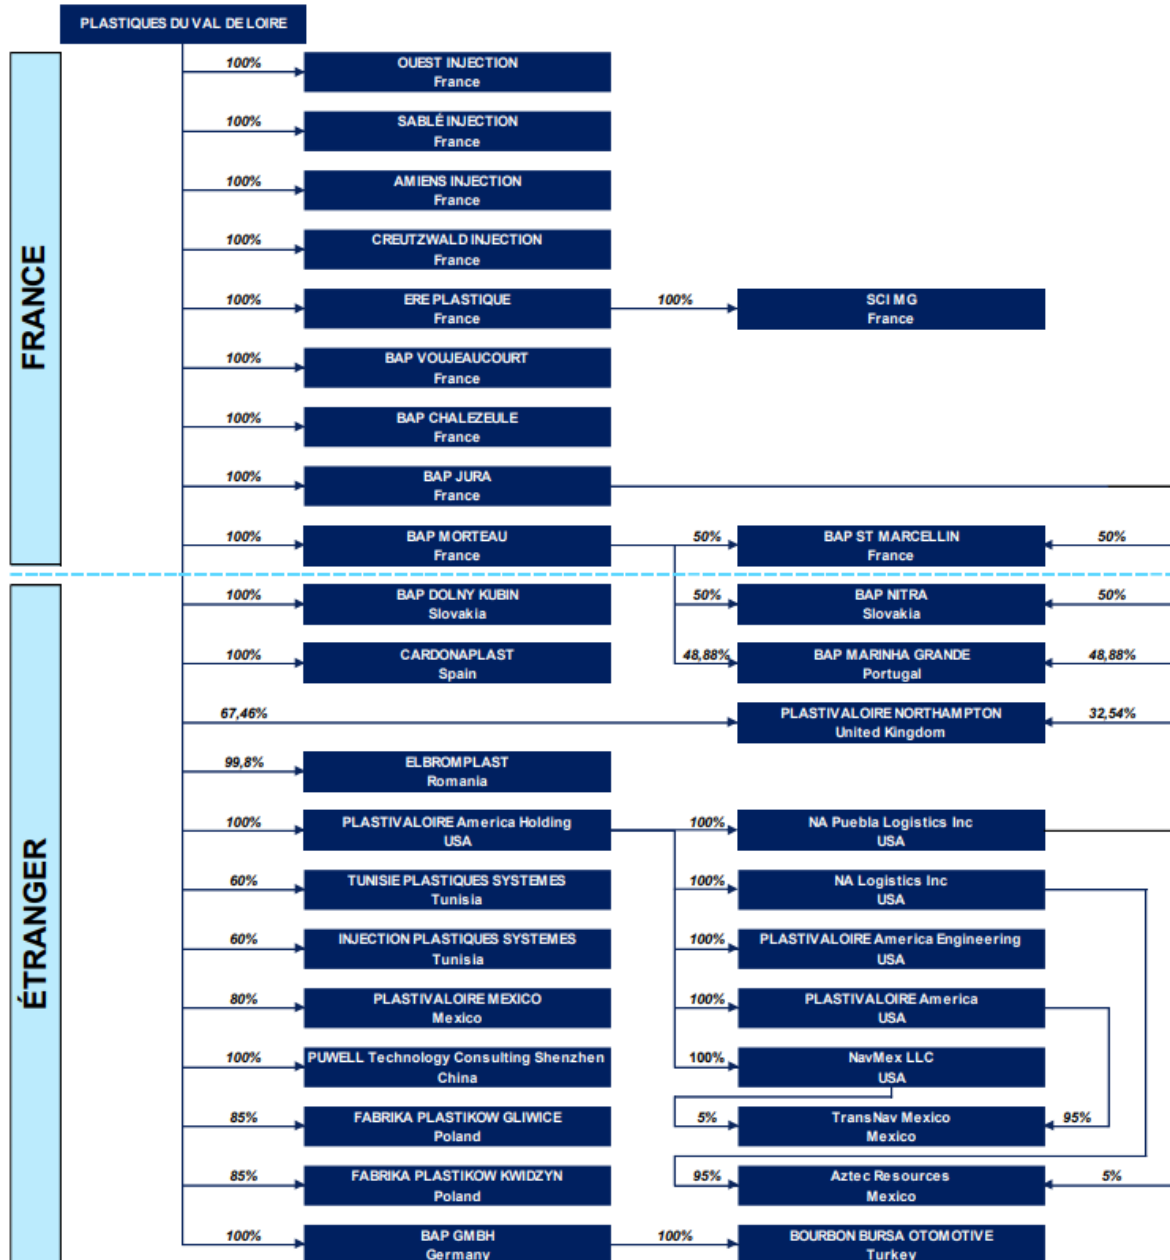 PLASTIQUES DU VAL DE LOIRE
FRANCE
100%
OUEST INJECTION
France
100%
SABLÉ INJECTION
France
100%
AMIENS INJECTION
France
100%
CREUTZWALD INJECTION
France
100%
ERE PLASTIQUE
France
100%
SCI MG
France
100%
BAP VOUJEAUCOURT
France
100%
BAP CHALEZEULE
France
100%
BAP JURA
France
100%
BAP MORTEAU
France
50%
BAP ST MARCELLIN
France
50%
ÉTRANGER
100%
BAP DOLNY KUBIN
Slovakia
50%
BAP NITRA
Slovakia
50%
100%
CARDONAPLAST
Spain
48,88%
BAP MARINHA GRANDE
Portugal
48,88%
67,46%
PLASTIVALOIRE NORTHAMPTON
United Kingdom
32,54%
99,8%
ELBROMPLAST
Romania
100%
PLASTIVALOIRE America Holding
USA
100%
NA Puebla Logistics Inc
USA
60%
TUNISIE PLASTIQUES SYSTEMES
Tunisia
100%
NA Logistics Inc
USA
60%
INJECTION PLASTIQUES SYSTEMES
Tunisia
100%
PLASTIVALOIRE America Engineering
USA
80%
PLASTIVALOIRE MEXICO
Mexico
100%
PLASTIVALOIRE America
USA
100%
PUWELL Technology Consulting Shenzhen
China
100%
NavMex LLC
USA
85%
FABRIKA PLASTIKOW GLIWICE
Poland
5%
TransNav Mexico
Mexico
95%
85%
FABRIKA PLASTIKOW KWIDZYN
Poland
95%
Aztec Resources
Mexico
5%
100%
BAP GMBH
Germany
100%
BOURBON BURSA OTOMOTIVE
Turkey